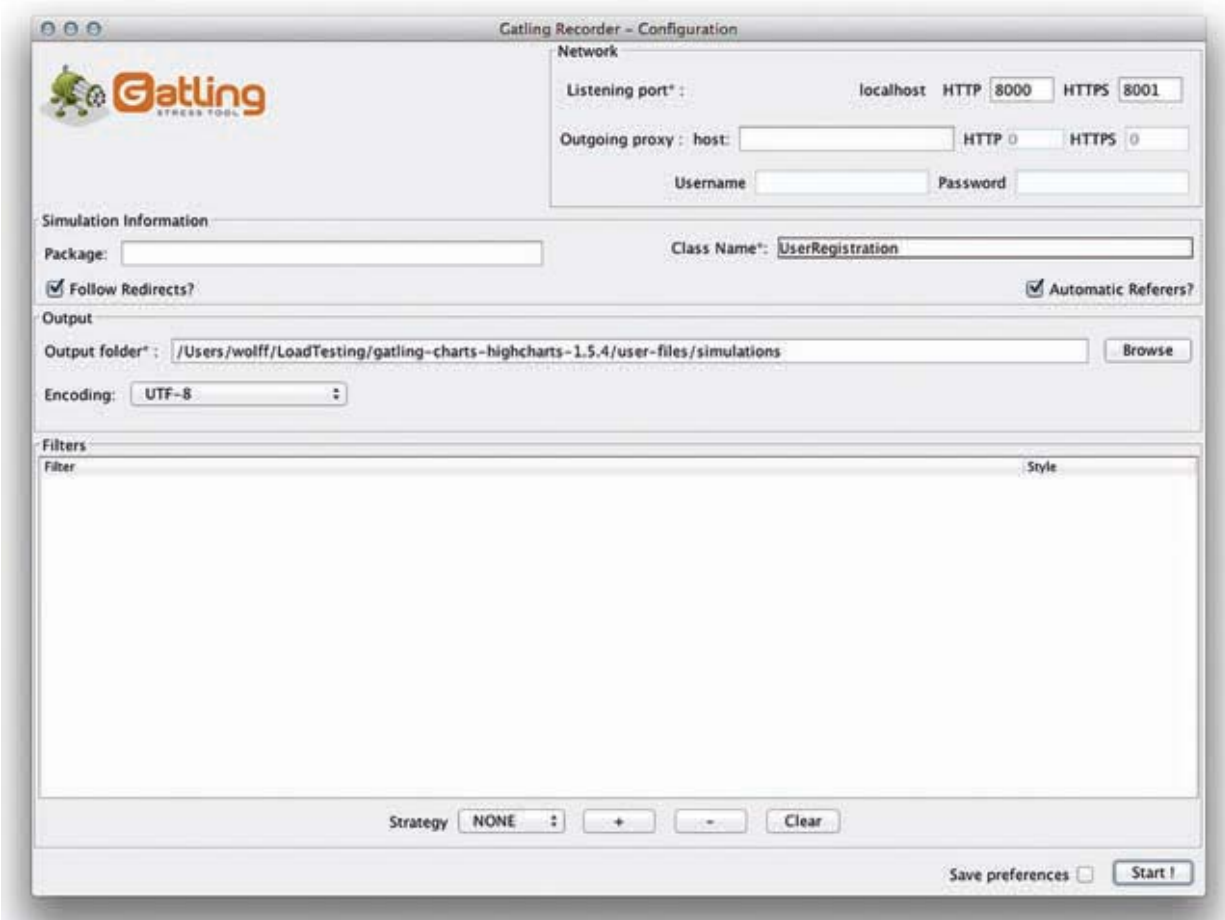 Gatling Recorder – Configuration
Gatling
STRESS TOOL
Network
Listening port* : localhost HTTP 8000 HTTPS 8001
Outgoing proxy : host: HTTP 0 HTTPS 0
Username Password
Simulation Information
Package: Class Name*: UserRegistration
Follow Redirects? Automatic Referers?
Output
Output folder* : /Users/wolff/LoadTesting/gatling-charts-highcharts-1.5.4/user-files/simulations Browse
Encoding: UTF-8
Filters
Filter Style
Strategy NONE + - Clear
Save preferences Start !